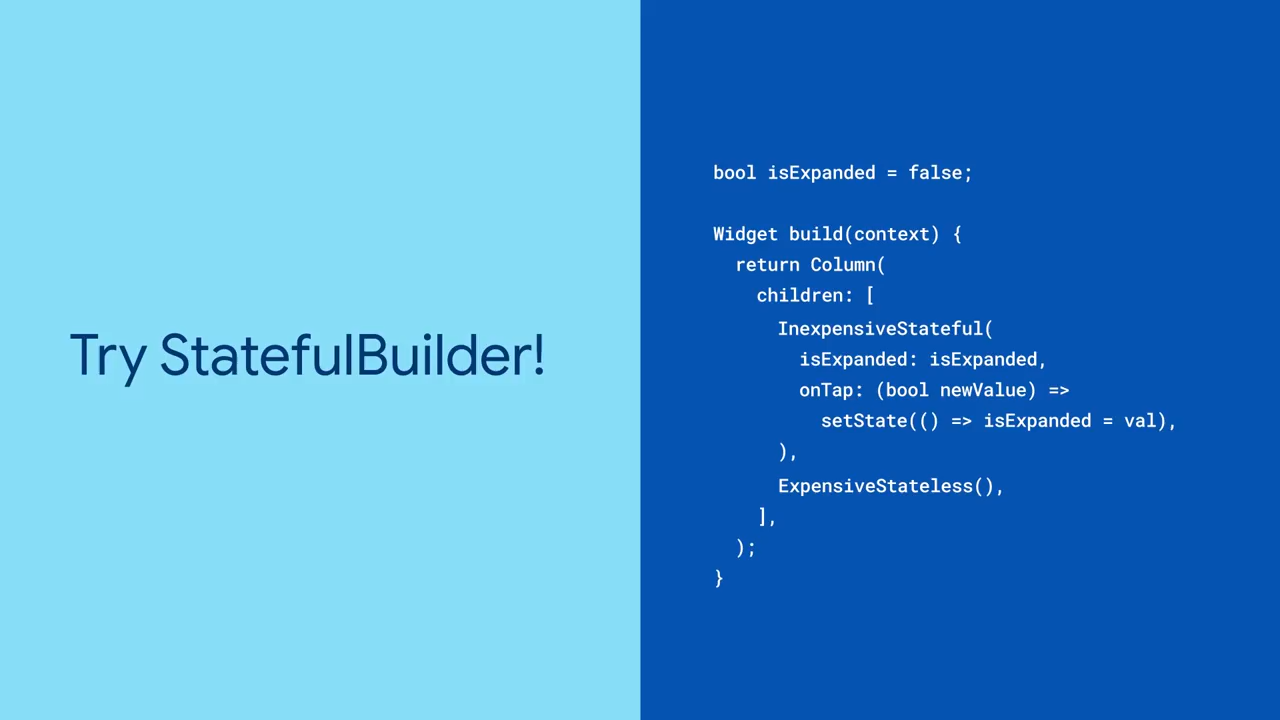 Try StatefulBuilder!
bool isExpanded = false;
Widget build(context) {
return Column(
children: [
InexpensiveStateful(
isExpanded: isExpanded,
onTap: (bool newValue) =>
setState(() => isExpanded = val),
),
ExpensiveStateless(),
],
);
}